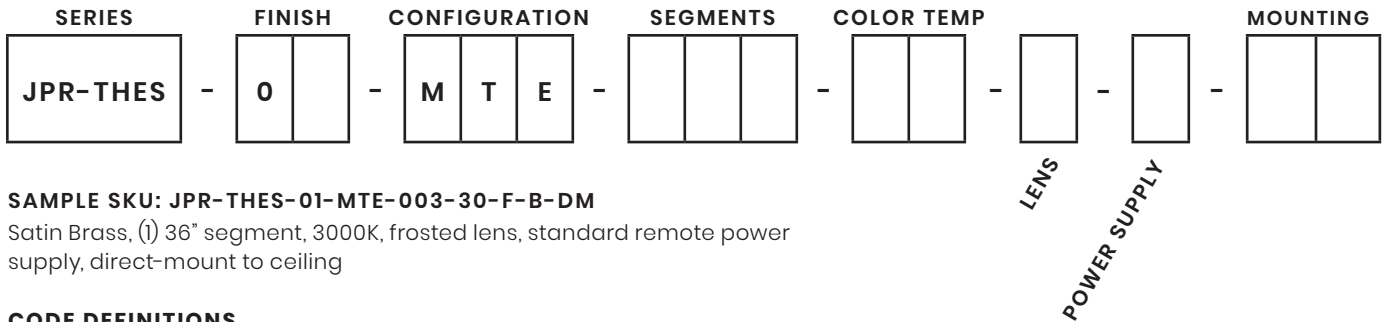 SERIES FINISH CONFIGURATION SEGMENTS COLOR TEMP MOUNTING
JPR-THES - 0 - M T E - - - - -
LENS
POWER SUPPLY
SAMPLE SKU: JPR-THES-01-MTE-003-30-F-B-DM
Satin Brass, (1) 36” segment, 3000K, frosted lens, standard remote power
supply, direct-mount to ceiling
CODE DEFINITIONS